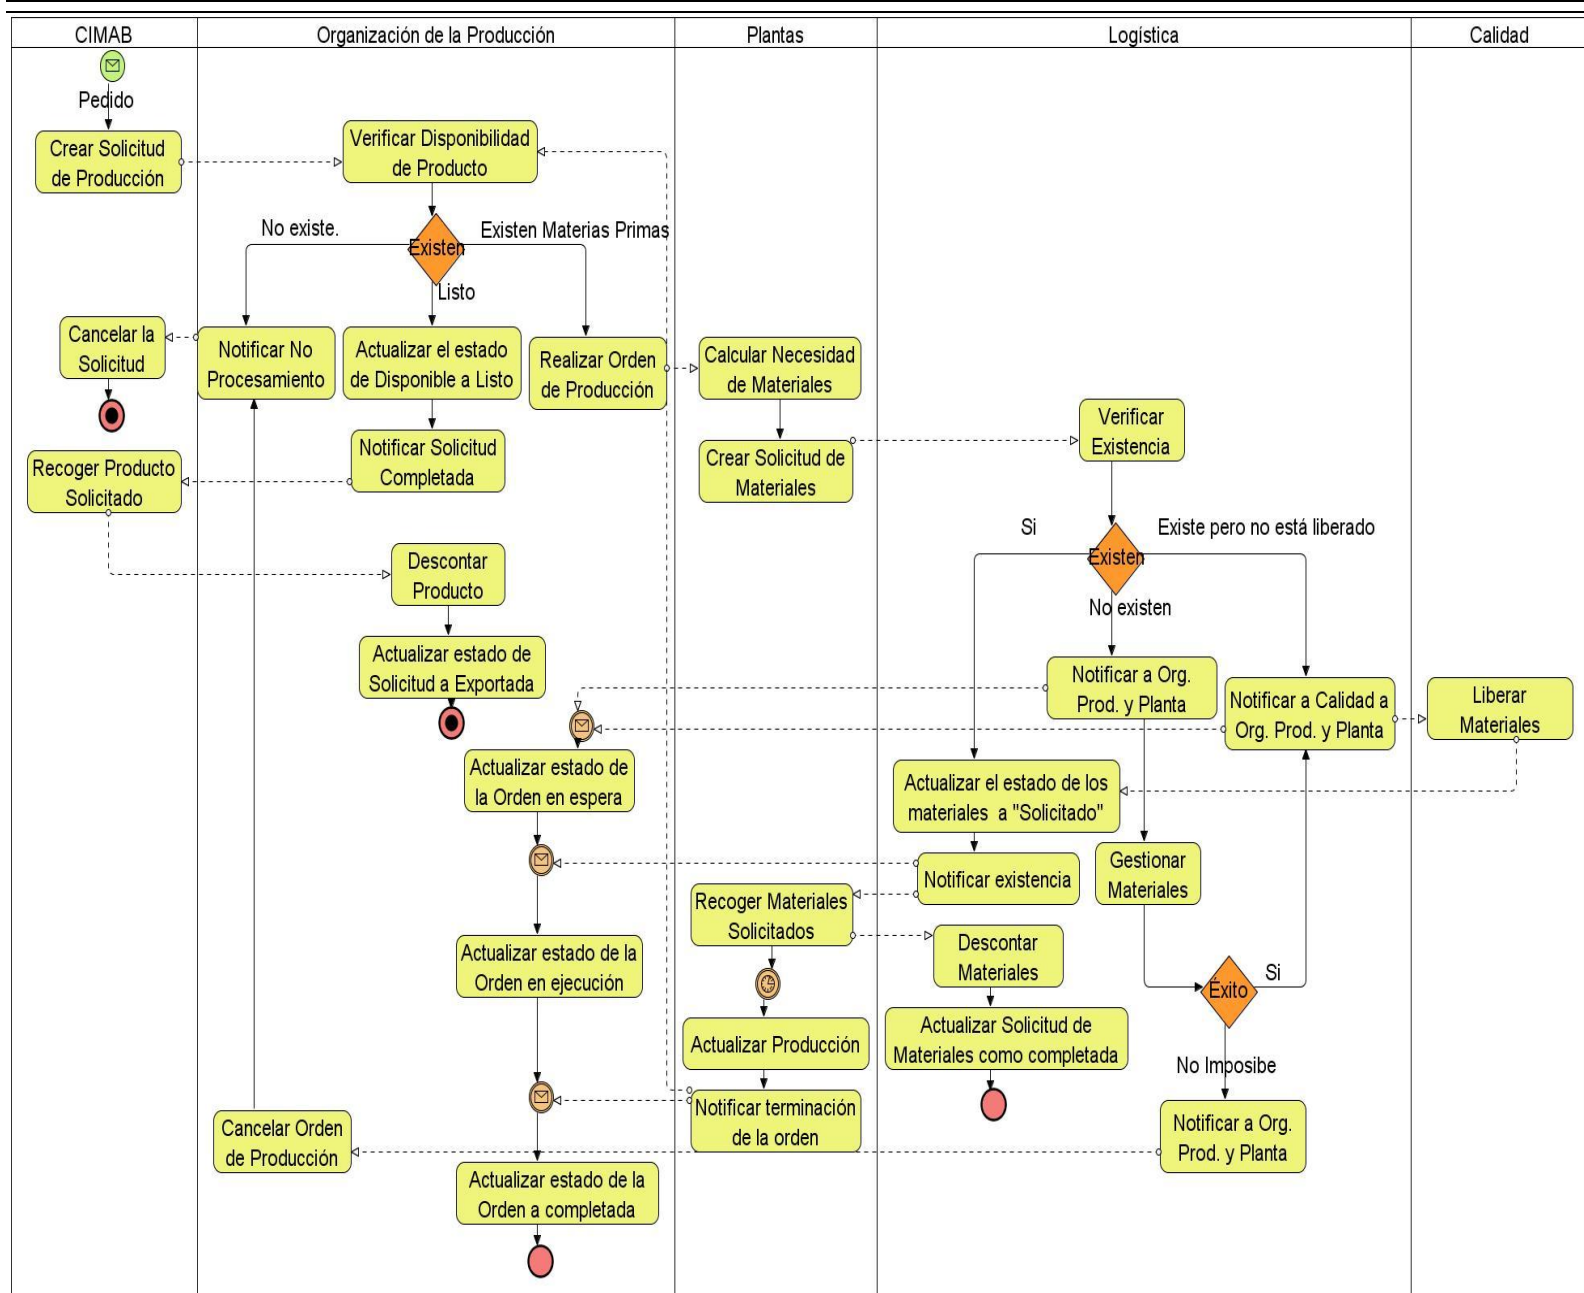 CIMAB
Organización de la Producción
Plantas
Logística
Calidad
Pedido
Crear Solicitud
de Producción
Verificar Disponibilidad
de Producto
No existe.
Existen Materias Primas
Existen
Listo
Cancelar la
Solicitud
Notificar No
Procesamiento
Actualizar el estado
de Disponible a Listo
Realizar Orden
de Producción
Calcular Necesidad
de Materiales
Verificar
Existencia
Notificar Solicitud
Completada
Crear Solicitud de
Materiales
Recoger Producto
Solicitado
Si
Existe pero no está liberado
Existen
No existen
Descontar
Producto
Actualizar estado de
Solicitud a Exportada
Notificar a Org.
Prod. y Planta
Notificar a Calidad a
Org. Prod. y Planta
Liberar
Materiales
Actualizar estado de
la Orden en espera
Actualizar el estado de los
materiales a "Solicitado"
Notificar existencia
Gestionar
Materiales
Recoger Materiales
Solicitados
Descontar
Materiales
Actualizar estado de la
Orden en ejecución
Éxito
Si
Actualizar Producción
Actualizar Solicitud de
Materiales como completada
No Imposibe
Notificar terminación
de la orden
Cancelar Orden
de Producción
Notificar a Org.
Prod. y Planta
Actualizar estado de la
Orden a completada